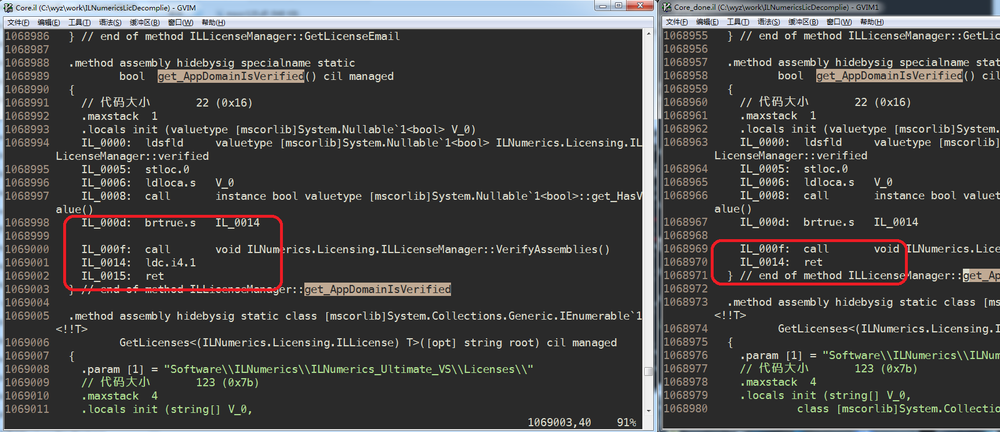 Core.il (C:\wyz\work\ILNumericsLicDecomplie) - GVIM
文件(F) 编辑(E) 工具(T) 语法(S) 缓冲区(B) 窗口(W) 帮助(H)
1068986 } // end of method ILLicenseManager::GetLicenseEmail
1068987
1068988 .method assembly hidebysig specialname static
1068989 bool get_AppDomainIsVerified() cil managed
1068990 {
1068991 // 代码大小 22 (0x16)
1068992 .maxstack 1
1068993 .locals init (valuetype [mscorlib]System.Nullable`1<bool> V_0)
1068994 IL_0000: ldsfld valuetype [mscorlib]System.Nullable`1<bool> ILNumerics.Licensing.IL
LicenseManager::verified
1068995 IL_0005: stloc.0
1068996 IL_0006: ldloca.s V_0
1068997 IL_0008: call instance bool valuetype [mscorlib]System.Nullable`1<bool>::get_HasV
alue()
1068998 IL_000d: brtrue.s IL_0014
1068999
1069000 IL_000f: call void ILNumerics.Licensing.ILLicenseManager::VerifyAssemblies()
1069001 IL_0014: ldc.i4.1
1069002 IL_0015: ret
1069003 } // end of method ILLicenseManager::get_AppDomainIsVerified
1069004
1069005 .method assembly hidebysig static class [mscorlib]System.Collections.Generic.IEnumerable`1
<!!T>
1069006 GetLicenses<(ILNumerics.Licensing.ILLicense) T>([opt] string root) cil managed
1069007 {
1069008 .param [1] = "Software\\ILNumerics\\ILNumerics_Ultimate_VS\\Licenses\\"
1069009 // 代码大小 123 (0x7b)
1069010 .maxstack 4
1069011 .locals init (string[] V_0,
1069003,40 91%
Core_done.il (C:\wyz\work\ILNumericsLicDecomplie) - GVIM1
文件(F) 编辑(E) 工具(T) 语法(S) 缓冲区(B) 窗口(W) 帮助(H)
1068955 } // end of method ILLicenseManager::GetLic
1068956
1068957 .method assembly hidebysig specialname stat
1068958 bool get_AppDomainIsVerified() cil
1068959 {
1068960 // 代码大小 22 (0x16)
1068961 .maxstack 1
1068962 .locals init (valuetype [mscorlib]System.
1068963 IL_0000: ldsfld valuetype [mscorlib]
LicenseManager::verified
1068964 IL_0005: stloc.0
1068965 IL_0006: ldloca.s V_0
1068966 IL_0008: call instance bool valuet
alue()
1068967 IL_000d: brtrue.s IL_0014
1068968
1068969 IL_000f: call void ILNumerics.Lice
1068970 IL_0014: ret
1068971 } // end of method ILLicenseManager::get_Ap
1068972
1068973 .method assembly hidebysig static class [ms
<!!T>
1068974 GetLicenses<(ILNumerics.Licensing.I
1068975 {
1068976 .param [1] = "Software\\ILNumerics\\ILNum
1068977 // 代码大小 123 (0x7b)
1068978 .maxstack 4
1068979 .locals init (string[] V_0,
1068980 class [mscorlib]System.Collectio